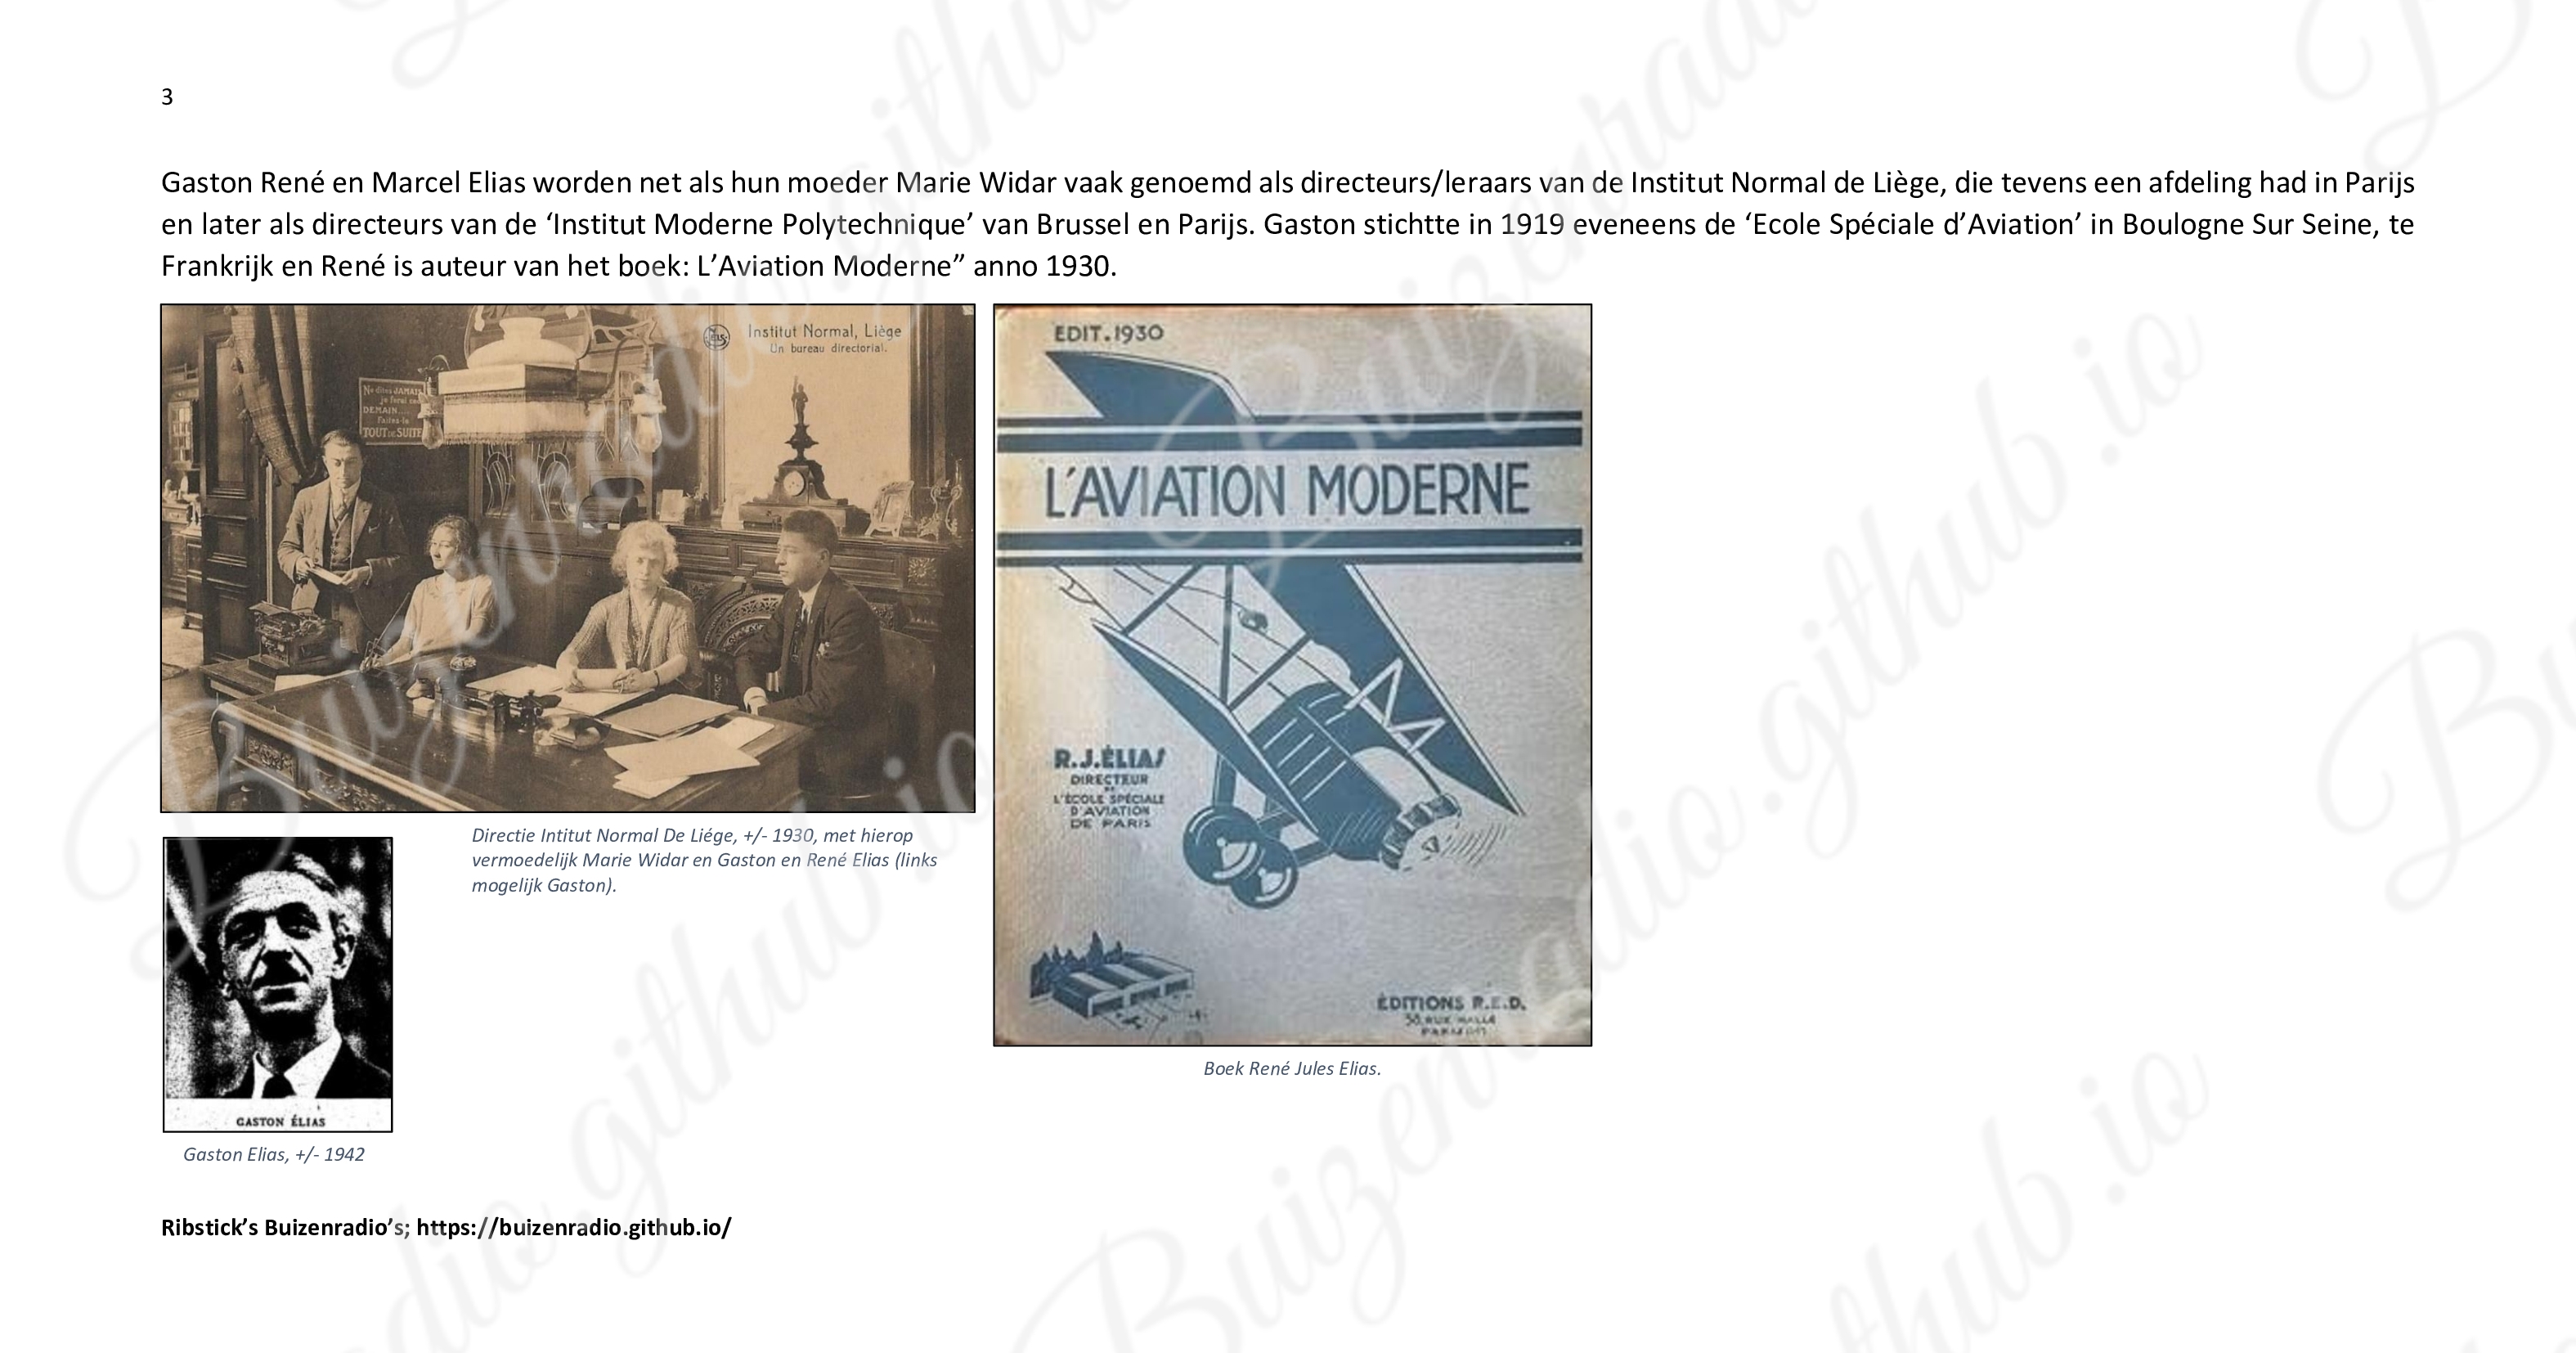 3
Gaston René en Marcel Elias worden net als hun moeder Marie Widar vaak genoemd als directeurs/leraars van de Institut Normal de Liège, die tevens een afdeling had in Parijs
en later als directeurs van de ‘Institut Moderne Polytechnique’ van Brussel en Parijs. Gaston stichtte in 1919 eveneens de ‘Ecole Spéciale d’Aviation’ in Boulogne Sur Seine, te
Frankrijk en René is auteur van het boek: L’Aviation Moderne” anno 1930.
Institut Normal, Liège
Un bureau directorial.
Ne dites JAMAIS
je ferai
DEMAIN....
Faites-le
TOUT DE SUITE
EDIT. 1930
L'AVIATION MODERNE
R.J. ÉLIAS
DIRECTEUR
DE
L'ÉCOLE SPÉCIALE
D'AVIATION
DE PARIS
ÉDITIONS R.E.D.
Directie Intitut Normal De Liége, +/- 1930, met hierop
vermoedelijk Marie Widar en Gaston en René Elias (links
mogelijk Gaston).
Boek René Jules Elias.
GASTON ÉLIAS
Gaston Elias, +/- 1942
Ribstick’s Buizenradio’s; https://buizenradio.github.io/
Buizenradio.github.io